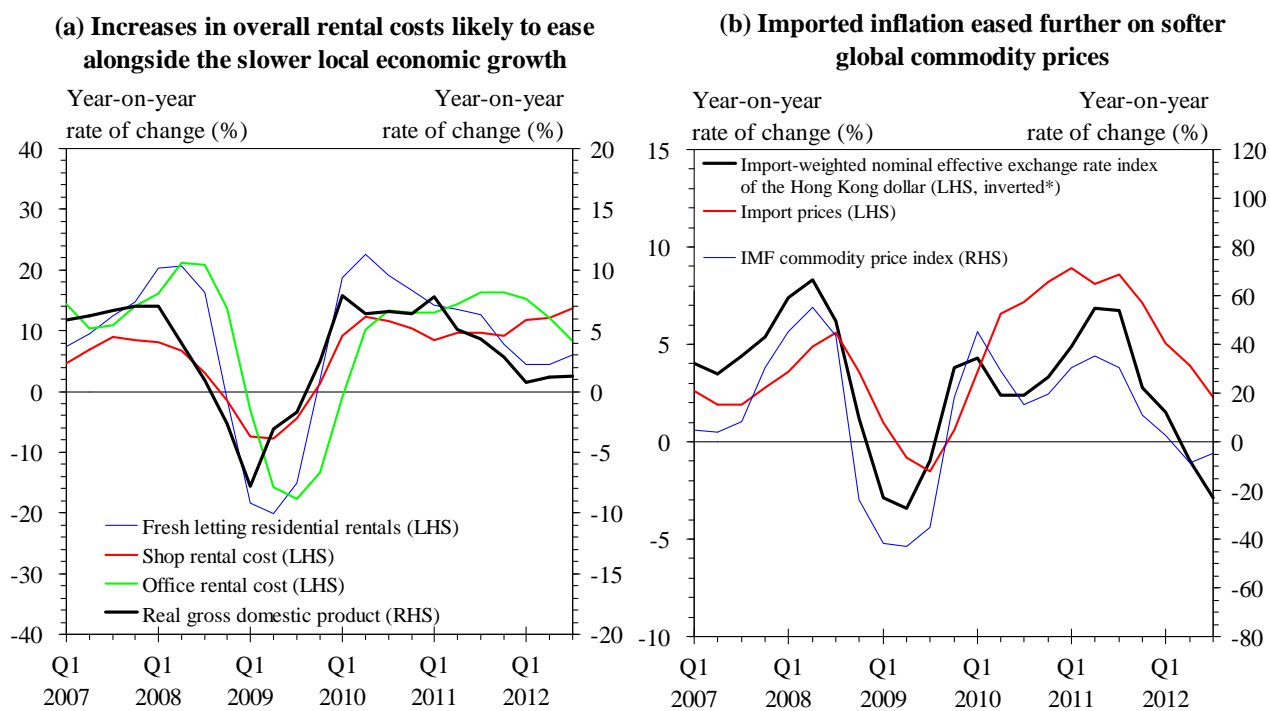 (a) Increases in overall rental costs likely to ease
alongside the slower local economic growth
Year-on-year
rate of change (%)
Year-on-year
rate of change (%)
40
30
20
10
0
-10
-20
-30
-40
20
15
10
5
0
-5
-10
-15
-20
Fresh letting residential rentals (LHS)
Shop rental cost (LHS)
Office rental cost (LHS)
Real gross domestic product (RHS)
Q1 Q1 Q1 Q1 Q1 Q1
2007 2008 2009 2010 2011 2012
(b) Imported inflation eased further on softer
global commodity prices
Year-on-year
rate of change (%)
Year-on-year
rate of change (%)
15
10
5
0
-5
-10
120
100
80
60
40
20
0
-20
-40
-60
-80
Import-weighted nominal effective exchange rate index
of the Hong Kong dollar (LHS, inverted*)
Import prices (LHS)
IMF commodity price index (RHS)
Q1 Q1 Q1 Q1 Q1 Q1
2007 2008 2009 2010 2011 2012